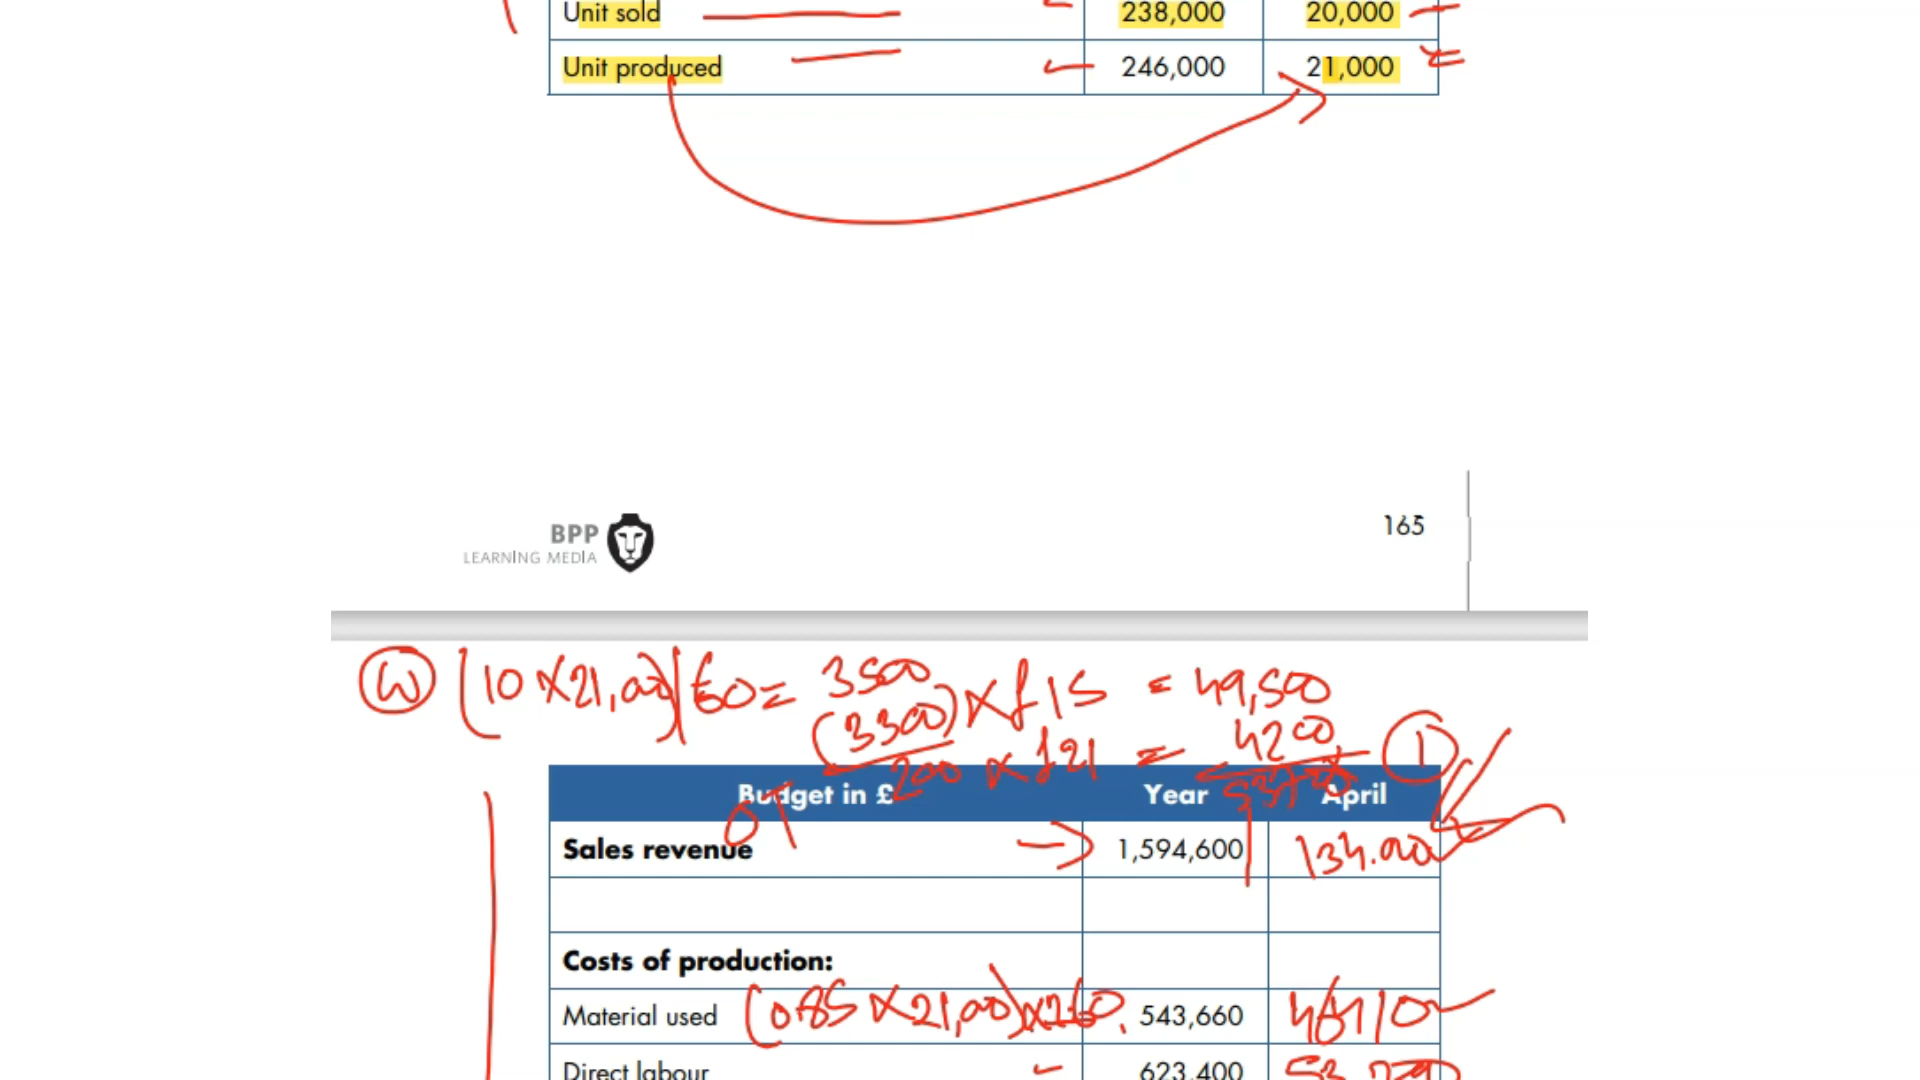 Unit sold 238,000 20,000
Unit produced 246,000 21,000
BPP
LEARNING MEDIA
165
W (10 x 21,000)/60 = 3500
(3300) x £15 = 49,500
200 x £21 = 4200 1
53700
OT
Budget in £ Year April
Sales revenue 1,594,600 134.000
Costs of production:
Material used (0.85 x 21,000) x 2.60 543,660 46410
Direct labour 623,400